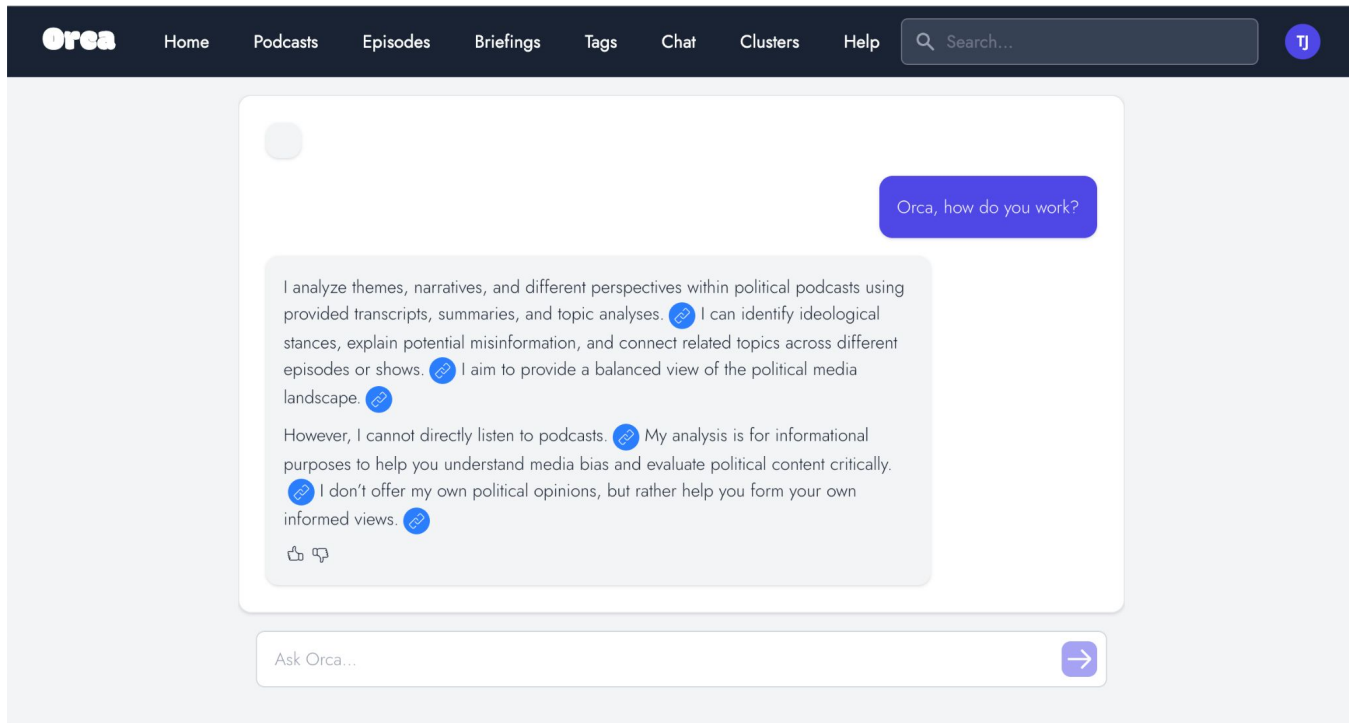 Orca Home Podcasts Episodes Briefings Tags Chat Clusters Help Search... TJ
Orca, how do you work?
I analyze themes, narratives, and different perspectives within political podcasts using
provided transcripts, summaries, and topic analyses. I can identify ideological
stances, explain potential misinformation, and connect related topics across different
episodes or shows. I aim to provide a balanced view of the political media
landscape.
However, I cannot directly listen to podcasts. My analysis is for informational
purposes to help you understand media bias and evaluate political content critically.
I don’t offer my own political opinions, but rather help you form your own
informed views.
Ask Orca...